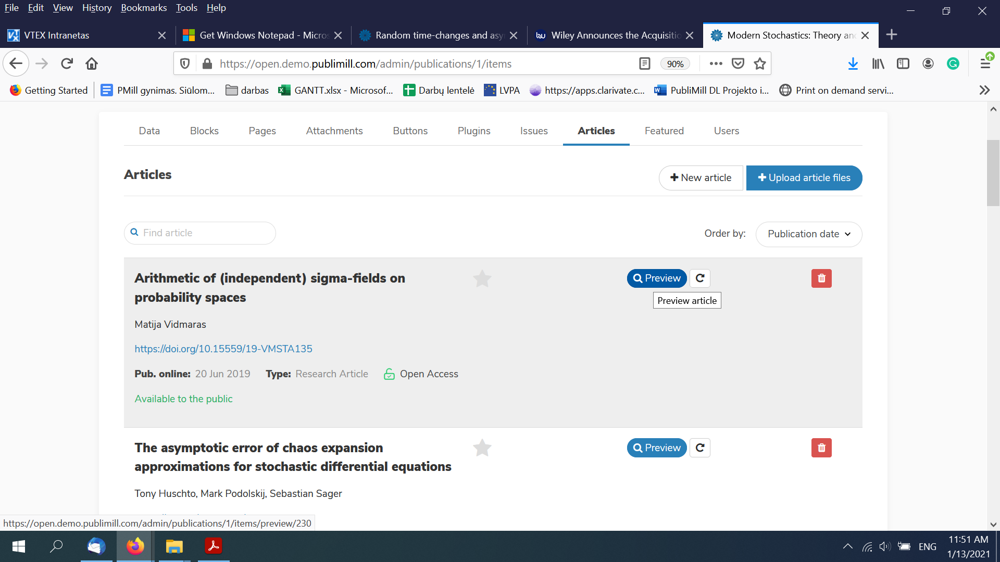 File Edit View History Bookmarks Tools Help
VTEX Intranetas
Get Windows Notepad - Micros
Random time-changes and asy
Wiley Announces the Acquisitio
Modern Stochastics: Theory and
https://open.demo.publimill.com/admin/publications/1/items
90%
Getting Started
PMill gynimas. Siūlom...
darbas
GANTT.xlsx - Microsof...
Darbų lentelė
LVPA
https://apps.clarivate.c...
PubliMill DL Projekto i...
Print on demand servi...
Data Blocks Pages Attachments Buttons Plugins Issues Articles Featured Users
Articles
New article
Upload article files
Find article
Order by: Publication date
Arithmetic of (independent) sigma-fields on
probability spaces
Preview
Preview article
Matija Vidmaras
https://doi.org/10.15559/19-VMSTA135
Pub. online: 20 Jun 2019 Type: Research Article Open Access
Available to the public
The asymptotic error of chaos expansion
approximations for stochastic differential equations
Preview
Tony Huschto, Mark Podolskij, Sebastian Sager
https://open.demo.publimill.com/admin/publications/1/items/preview/230
ENG
11:51 AM
1/13/2021